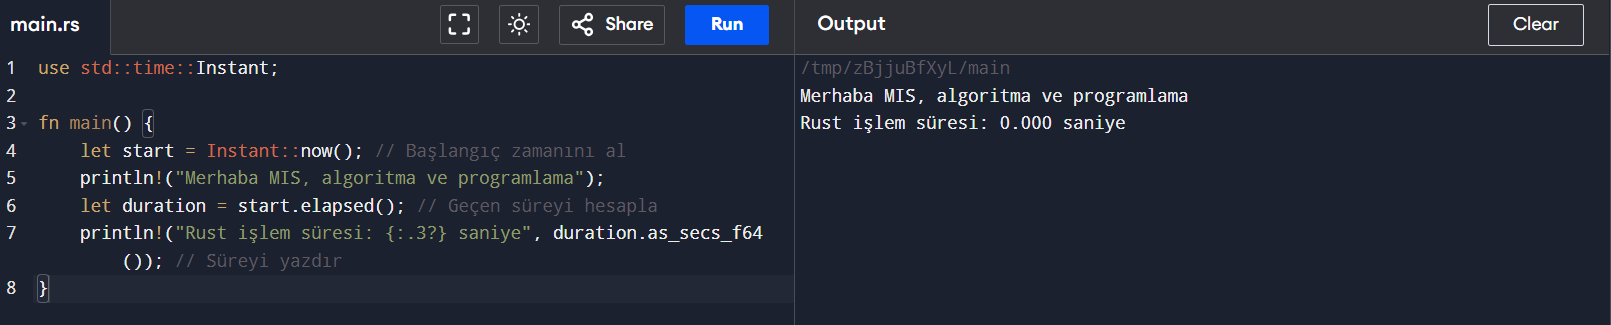 main.rs
Share
Run
Output
Clear
1 use std::time::Instant;
2
3 fn main() {
4     let start = Instant::now(); // Başlangıç zamanını al
5     println!("Merhaba MIS, algoritma ve programlama");
6     let duration = start.elapsed(); // Geçen süreyi hesapla
7     println!("Rust işlem süresi: {:.3?} saniye", duration.as_secs_f64
        ()); // Süreyi yazdır
8 }
/tmp/zBjjuBfXyL/main
Merhaba MIS, algoritma ve programlama
Rust işlem süresi: 0.000 saniye